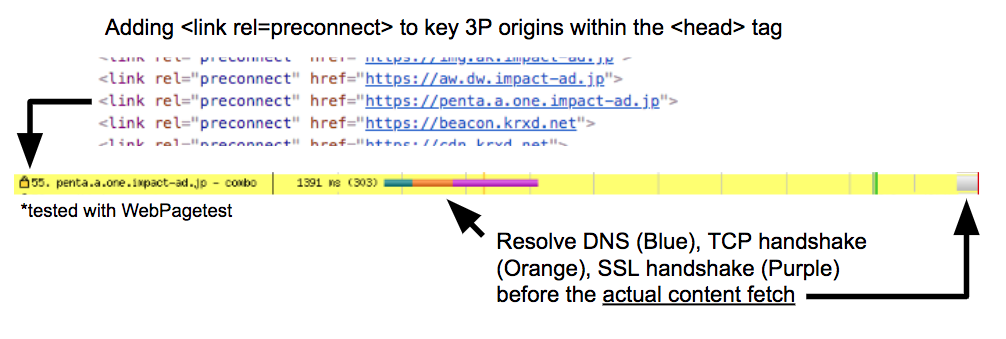 Adding <link rel=preconnect> to key 3P origins within the <head> tag
<link rel="preconnect" href="https://img.ak.impact-ad.jp">
<link rel="preconnect" href="https://aw.dw.impact-ad.jp">
<link rel="preconnect" href="https://penta.a.one.impact-ad.jp">
<link rel="preconnect" href="https://beacon.krxd.net">
<link rel="preconnect" href="https://cdn.krxd.net">
55. penta.a.one.impact-ad.jp - combo 1391 ms (303)
*tested with WebPagetest
Resolve DNS (Blue), TCP handshake
(Orange), SSL handshake (Purple)
before the actual content fetch